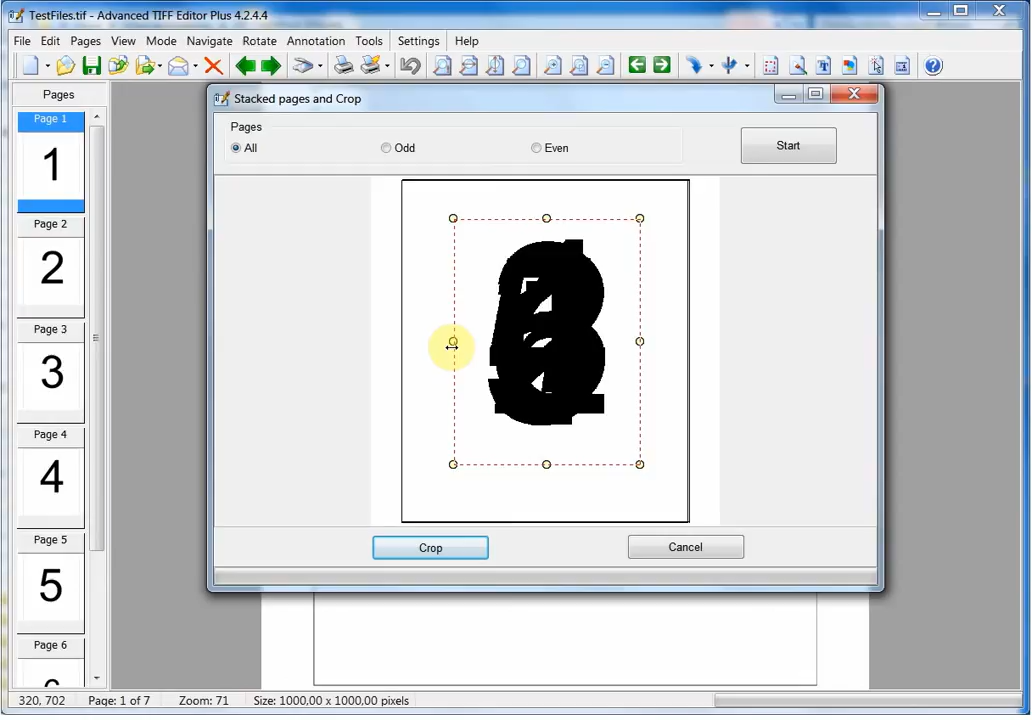 TestFiles.tif - Advanced TIFF Editor Plus 4.2.4.4
File Edit Pages View Mode Navigate Rotate Annotation Tools Settings Help
Pages
Page 1
1
Page 2
2
Page 3
3
Page 4
4
Page 5
5
Page 6
Stacked pages and Crop
Pages
All Odd Even
Start
Crop Cancel
320, 702 Page: 1 of 7 Zoom: 71 Size: 1000,00 x 1000,00 pixels